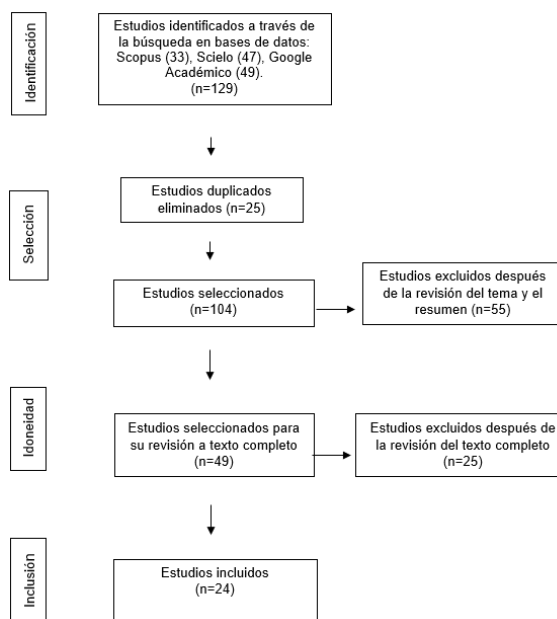 Identificación
Estudios identificados a través de
la búsqueda en bases de datos:
Scopus (33), Scielo (47), Google
Académico (49).
(n=129)
Selección
Estudios duplicados
eliminados (n=25)
Estudios seleccionados
(n=104)
Estudios excluidos después
de la revisión del tema y el
resumen (n=55)
Idoneidad
Estudios seleccionados para
su revisión a texto completo
(n=49)
Estudios excluidos después de
la revisión del texto completo
(n=25)
Inclusión
Estudios incluidos
(n=24)